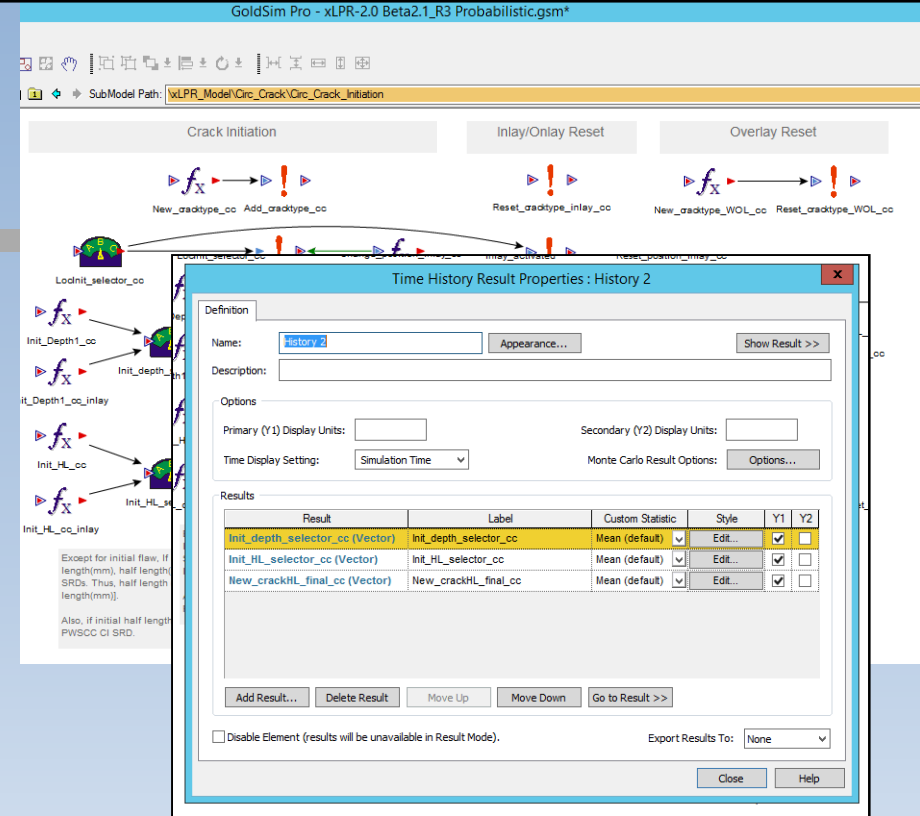 GoldSim Pro - xLPR-2.0 Beta2.1_R3 Probabilistic.gsm*
SubModel Path: \xLPR_Model\Circ_Crack\Circ_Crack_Initiation
Crack Initiation
Inlay/Onlay Reset
Overlay Reset
New_cracktype_cc
Add_cracktype_cc
Reset_cracktype_inlay_cc
New_cracktype_WOL_cc
Reset_cracktype_WOL_cc
LocInit_selector_cc
Init_Depth1_cc
Init_depth_
it_Depth1_cc_inlay
Init_HL_cc
Init_HL_se
Init_HL_cc_inlay
Except for initial flaw, If
length(mm), half length(
SRDs. Thus, half length
length(mm)].
Also, if initial half length
PWSCC CI SRD.
Time History Result Properties : History 2
x
Definition
Name: History 2 Appearance... Show Result >>
Description:
Options
Primary (Y1) Display Units: Secondary (Y2) Display Units:
Time Display Setting: Simulation Time Monte Carlo Result Options: Options...
Results
Result Label Custom Statistic Style Y1 Y2
Init_depth_selector_cc (Vector) Init_depth_selector_cc Mean (default) Edit...
Init_HL_selector_cc (Vector) Init_HL_selector_cc Mean (default) Edit...
New_crackHL_final_cc (Vector) New_crackHL_final_cc Mean (default) Edit...
Add Result... Delete Result Move Up Move Down Go to Result >>
Disable Element (results will be unavailable in Result Mode). Export Results To: None
Close Help